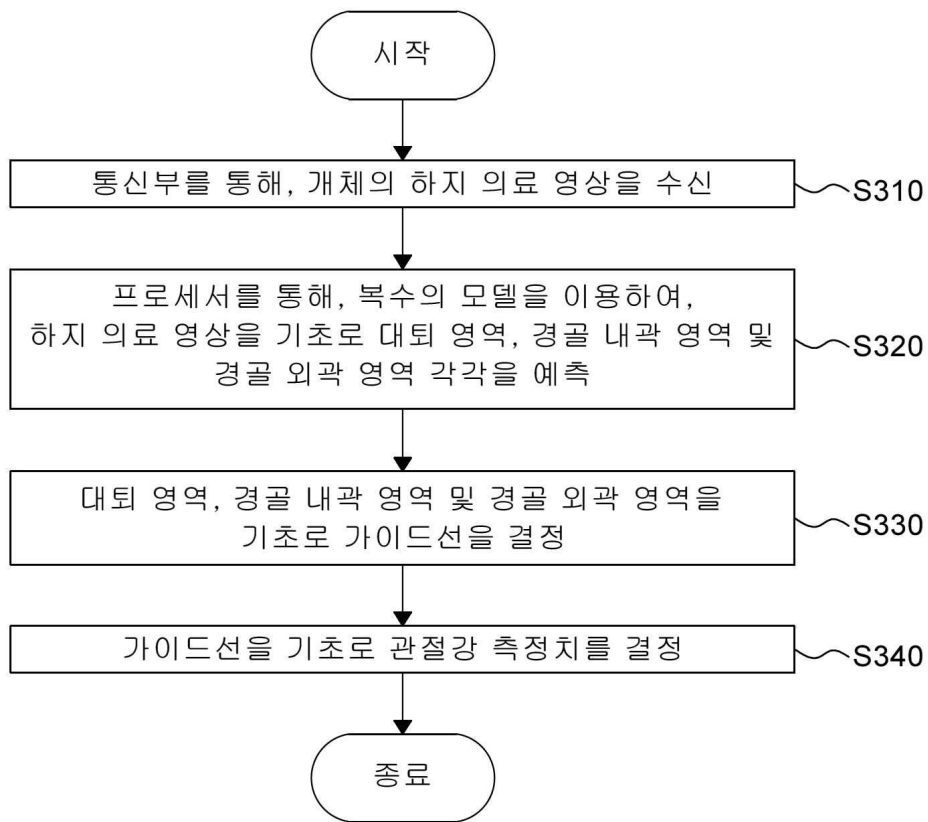 시작
통신부를 통해, 개체의 하지 의료 영상을 수신
S310
프로세서를 통해, 복수의 모델을 이용하여,
하지 의료 영상을 기초로 대퇴 영역, 경골 내곽 영역 및
경골 외곽 영역 각각을 예측
S320
대퇴 영역, 경골 내곽 영역 및 경골 외곽 영역을
기초로 가이드선을 결정
S330
가이드선을 기초로 관절강 측정치를 결정
S340
종료